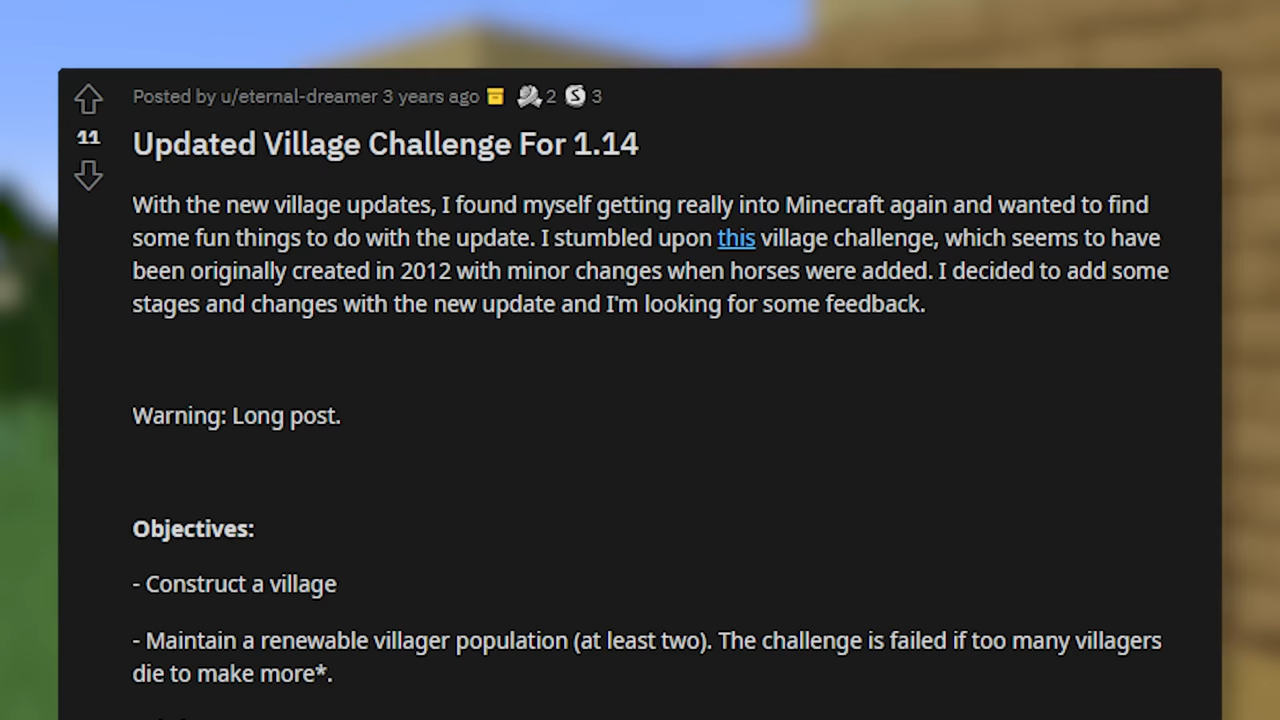 Posted by u/eternal-dreamer 3 years ago 2 3
11
Updated Village Challenge For 1.14
With the new village updates, I found myself getting really into Minecraft again and wanted to find
some fun things to do with the update. I stumbled upon this village challenge, which seems to have
been originally created in 2012 with minor changes when horses were added. I decided to add some
stages and changes with the new update and I'm looking for some feedback.
Warning: Long post.
Objectives:
- Construct a village
- Maintain a renewable villager population (at least two). The challenge is failed if too many villagers
die to make more*.